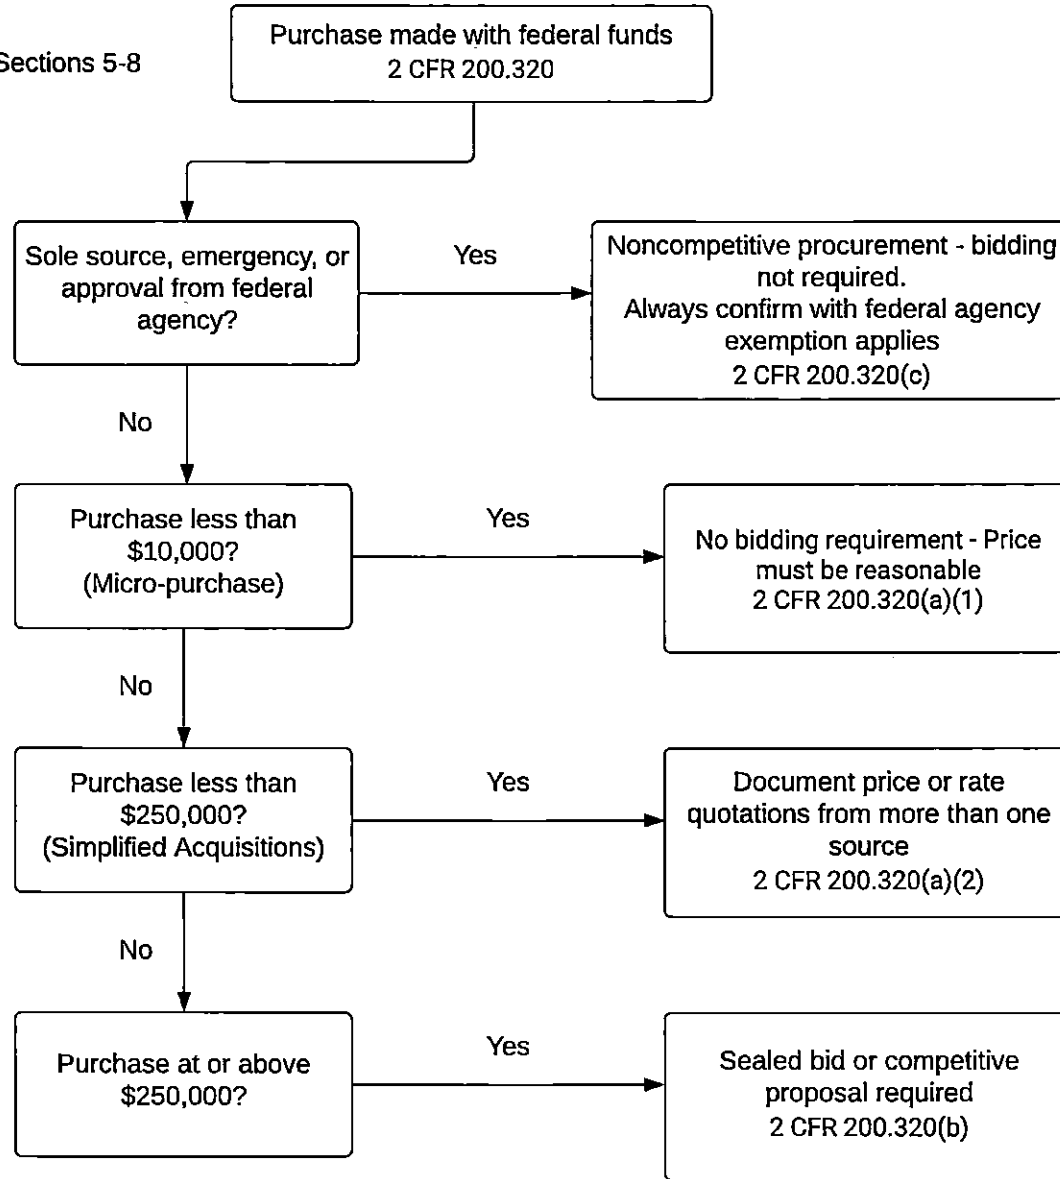 Purchase made with federal funds
2 CFR 200.320
Sections 5-8
Sole source, emergency, or
approval from federal
agency?
Yes
Noncompetitive procurement - bidding
not required.
Always confirm with federal agency
exemption applies
2 CFR 200.320(c)
No
Purchase less than
$10,000?
(Micro-purchase)
Yes
No bidding requirement - Price
must be reasonable
2 CFR 200.320(a)(1)
No
Purchase less than
$250,000?
(Simplified Acquisitions)
Yes
Document price or rate
quotations from more than one
source
2 CFR 200.320(a)(2)
No
Purchase at or above
$250,000?
Yes
Sealed bid or competitive
proposal required
2 CFR 200.320(b)